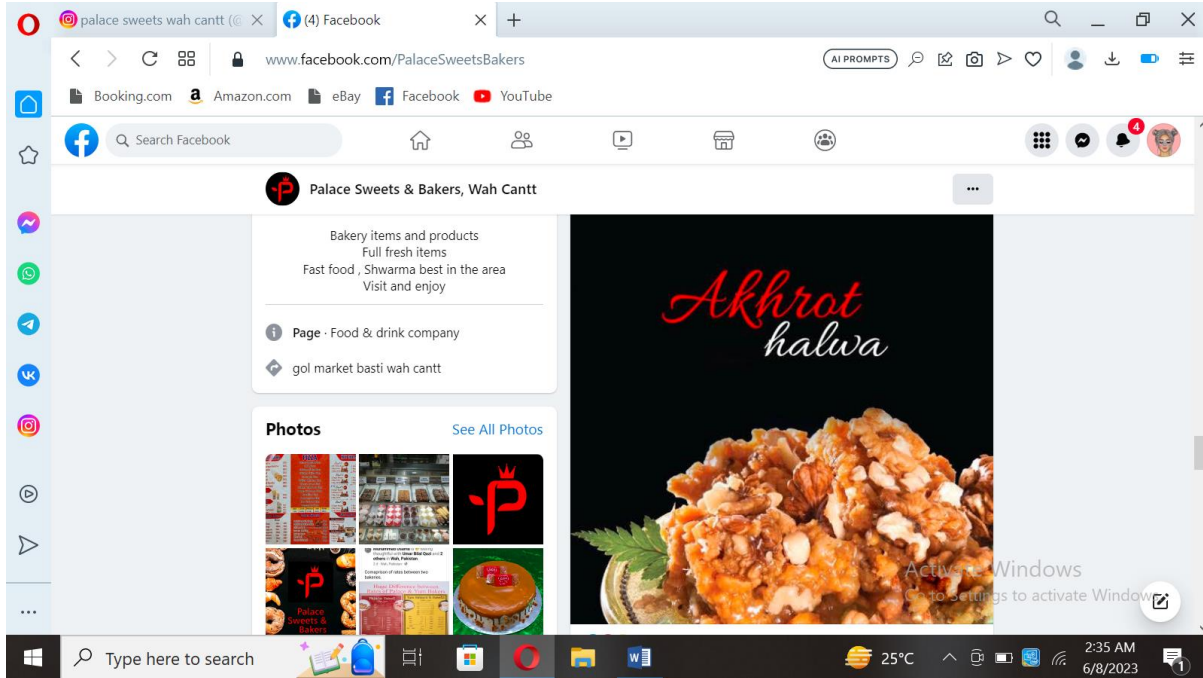 palace sweets wah cantt (@
(4) Facebook
www.facebook.com/PalaceSweetsBakers
AI PROMPTS
Booking.com
Amazon.com
eBay
Facebook
YouTube
Search Facebook
4
Palace Sweets & Bakers, Wah Cantt
Bakery items and products
Full fresh items
Fast food , Shwarma best in the area
Visit and enjoy
Page · Food & drink company
gol market basti wah cantt
Photos
See All Photos
P
Palace
Sweets &
Bakers
Akhrot
halwa
Activate Windows
Go to Settings to activate Windows.
Type here to search
25°C
2:35 AM
6/8/2023
1